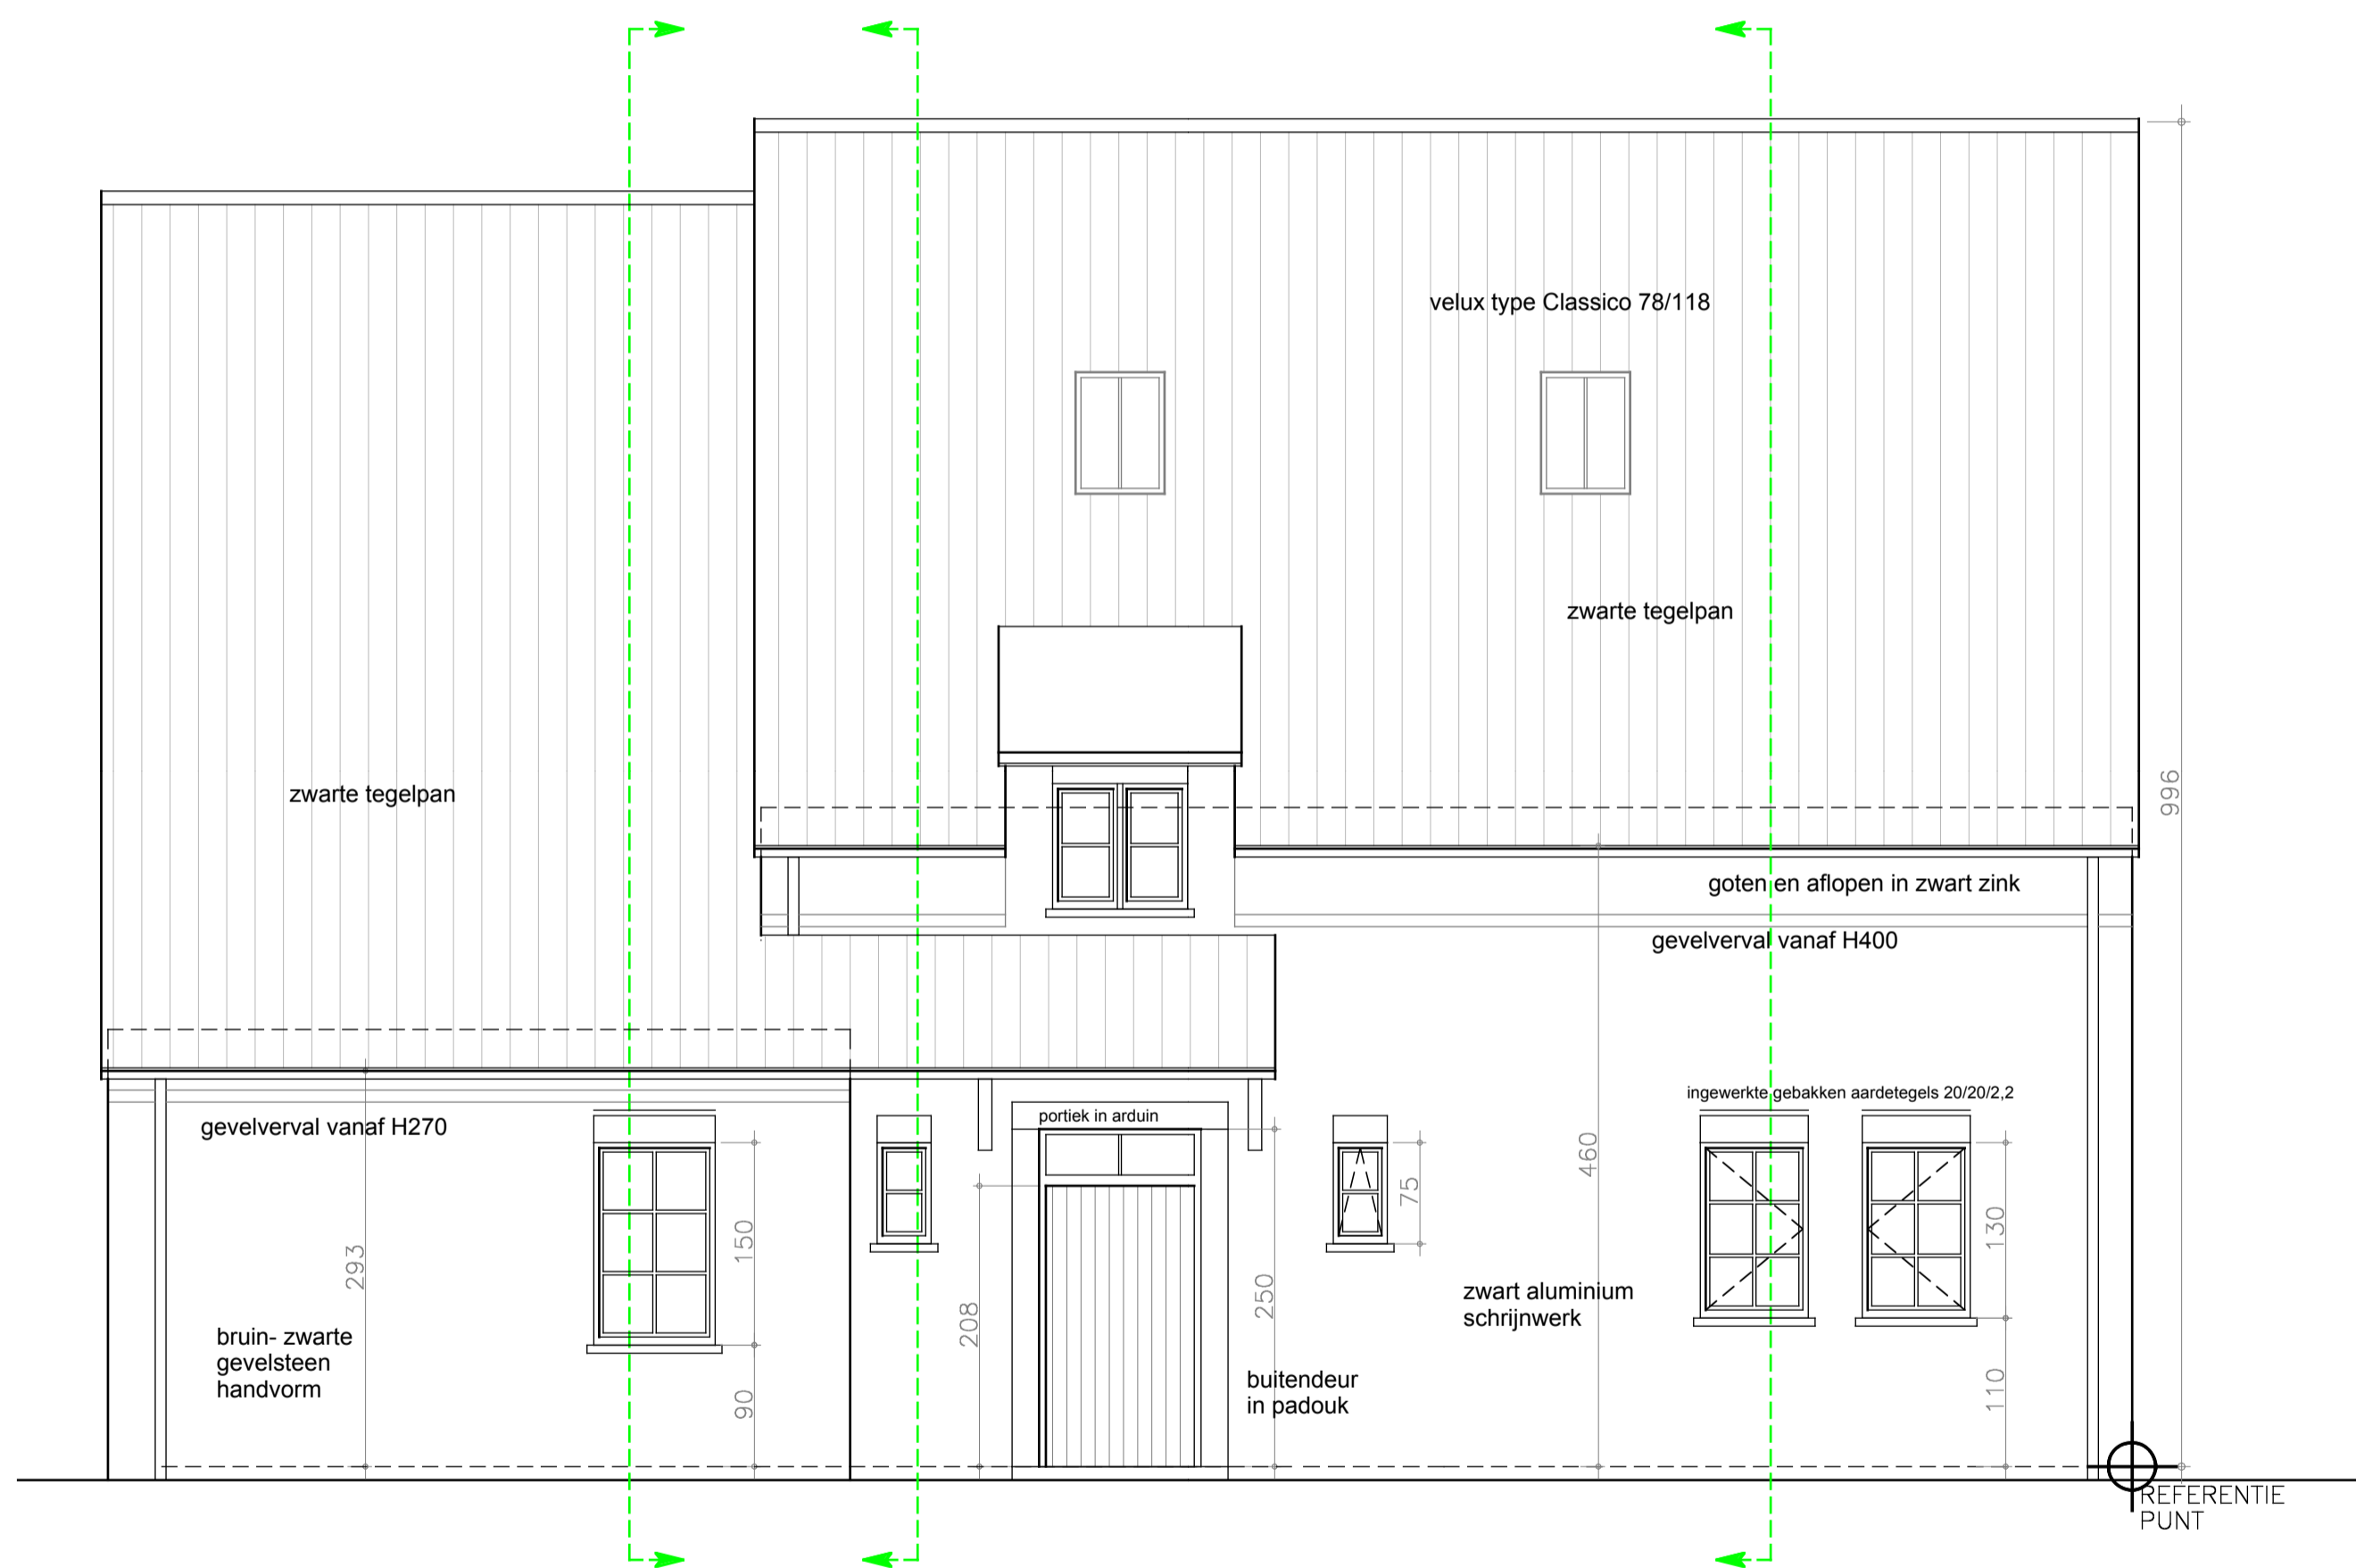 velux type Classico 78/118
zwarte tegelpan
zwarte tegelpan
996
goten en aflopen in zwart zink
gevelverval vanaf H400
ingewerkte gebakken aardetegels 20/20/2,2
portiek in arduin
gevelverval vanaf H270
460
75
150
130
293
250
208
zwart aluminium
schrijnwerk
bruin- zwarte
gevelsteen
handvorm
buitendeur
in padouk
90
110
REFERENTIE
PUNT